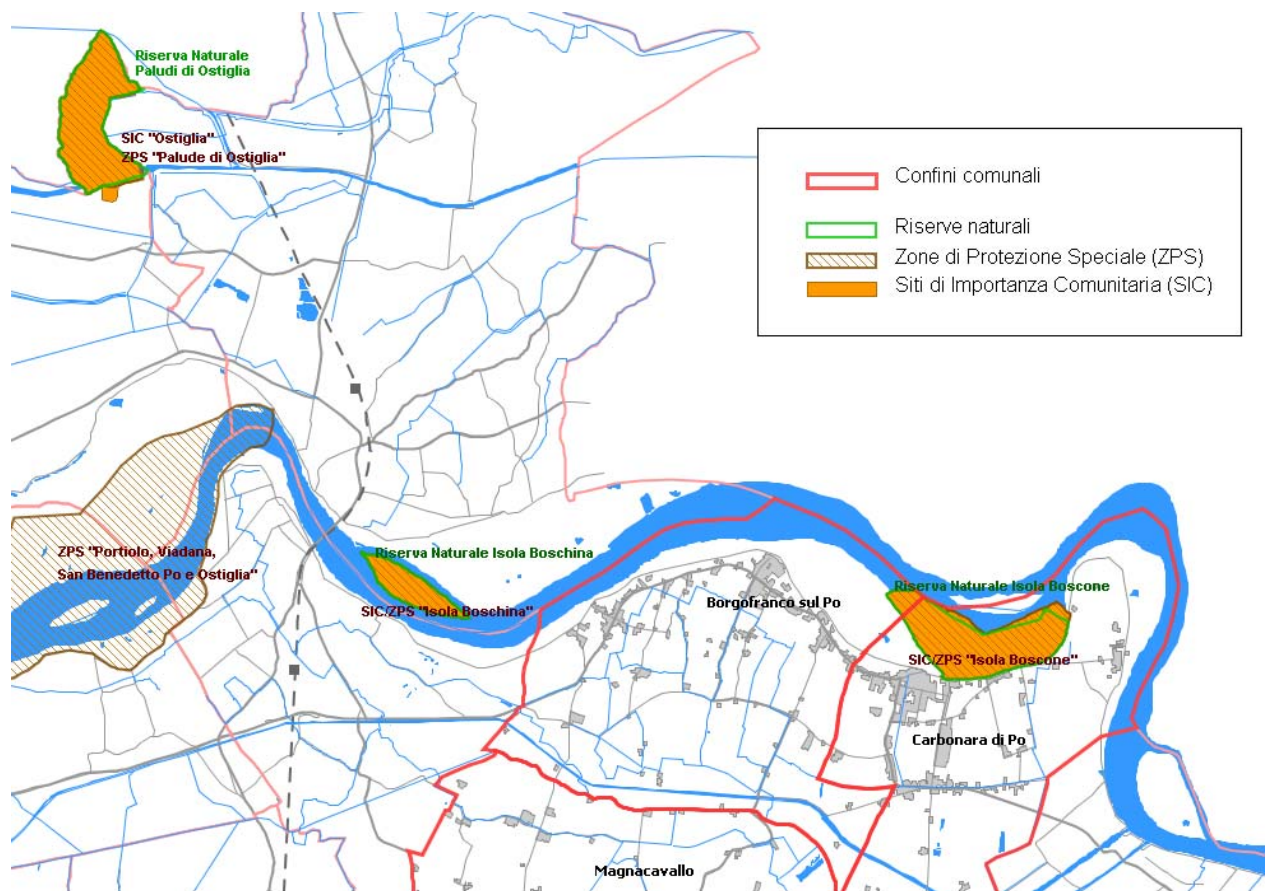 Riserva Naturale
Paludi di Ostiglia
SIC "Ostiglia"
ZPS "Palude di Ostiglia"
Confini comunali
Riserve naturali
Zone di Protezione Speciale (ZPS)
Siti di Importanza Comunitaria (SIC)
ZPS "Portiolo, Viadana,
San Benedetto Po e Ostiglia"
Riserva Naturale Isola Boschina
SIC/ZPS "Isola Boschina"
Borgofranco sul Po
Riserva Naturale Isola Boscone
SIC/ZPS "Isola Boscone"
Carbonara di Po
Magnacavallo